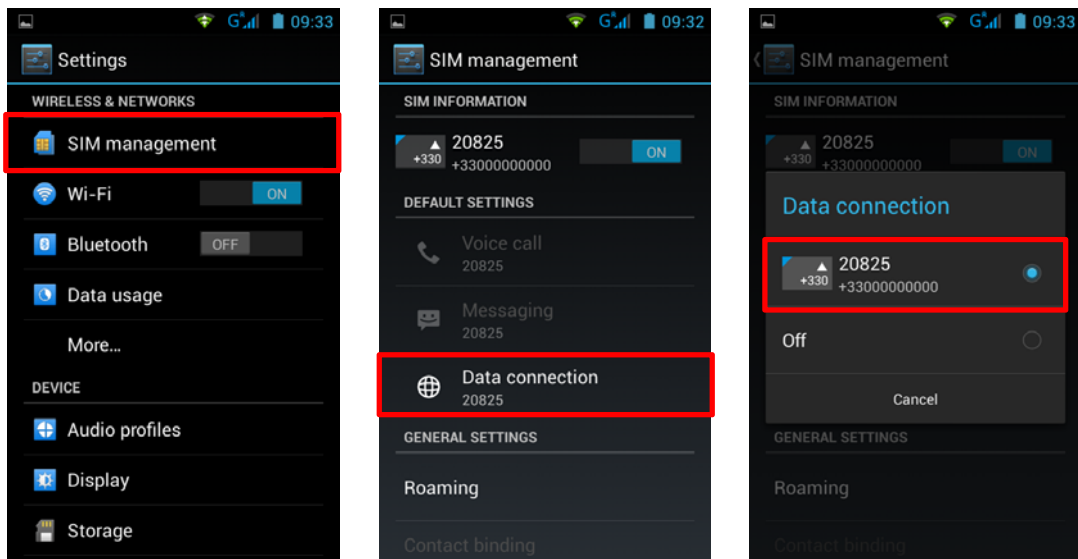 G R 09:33
Settings
WIRELESS & NETWORKS
SIM management
Wi-Fi ON
Bluetooth OFF
Data usage
More...
DEVICE
Audio profiles
Display
Storage
G R 09:32
SIM management
SIM INFORMATION
20825
+330 +33000000000
ON
DEFAULT SETTINGS
Voice call
20825
Messaging
20825
Data connection
20825
GENERAL SETTINGS
Roaming
Contact binding
G R 09:33
SIM management
SIM INFORMATION
20825
+330 +33000000000
ON
Data connection
20825
+330 +33000000000
Off
Cancel
GENERAL SETTINGS
Roaming
Contact binding